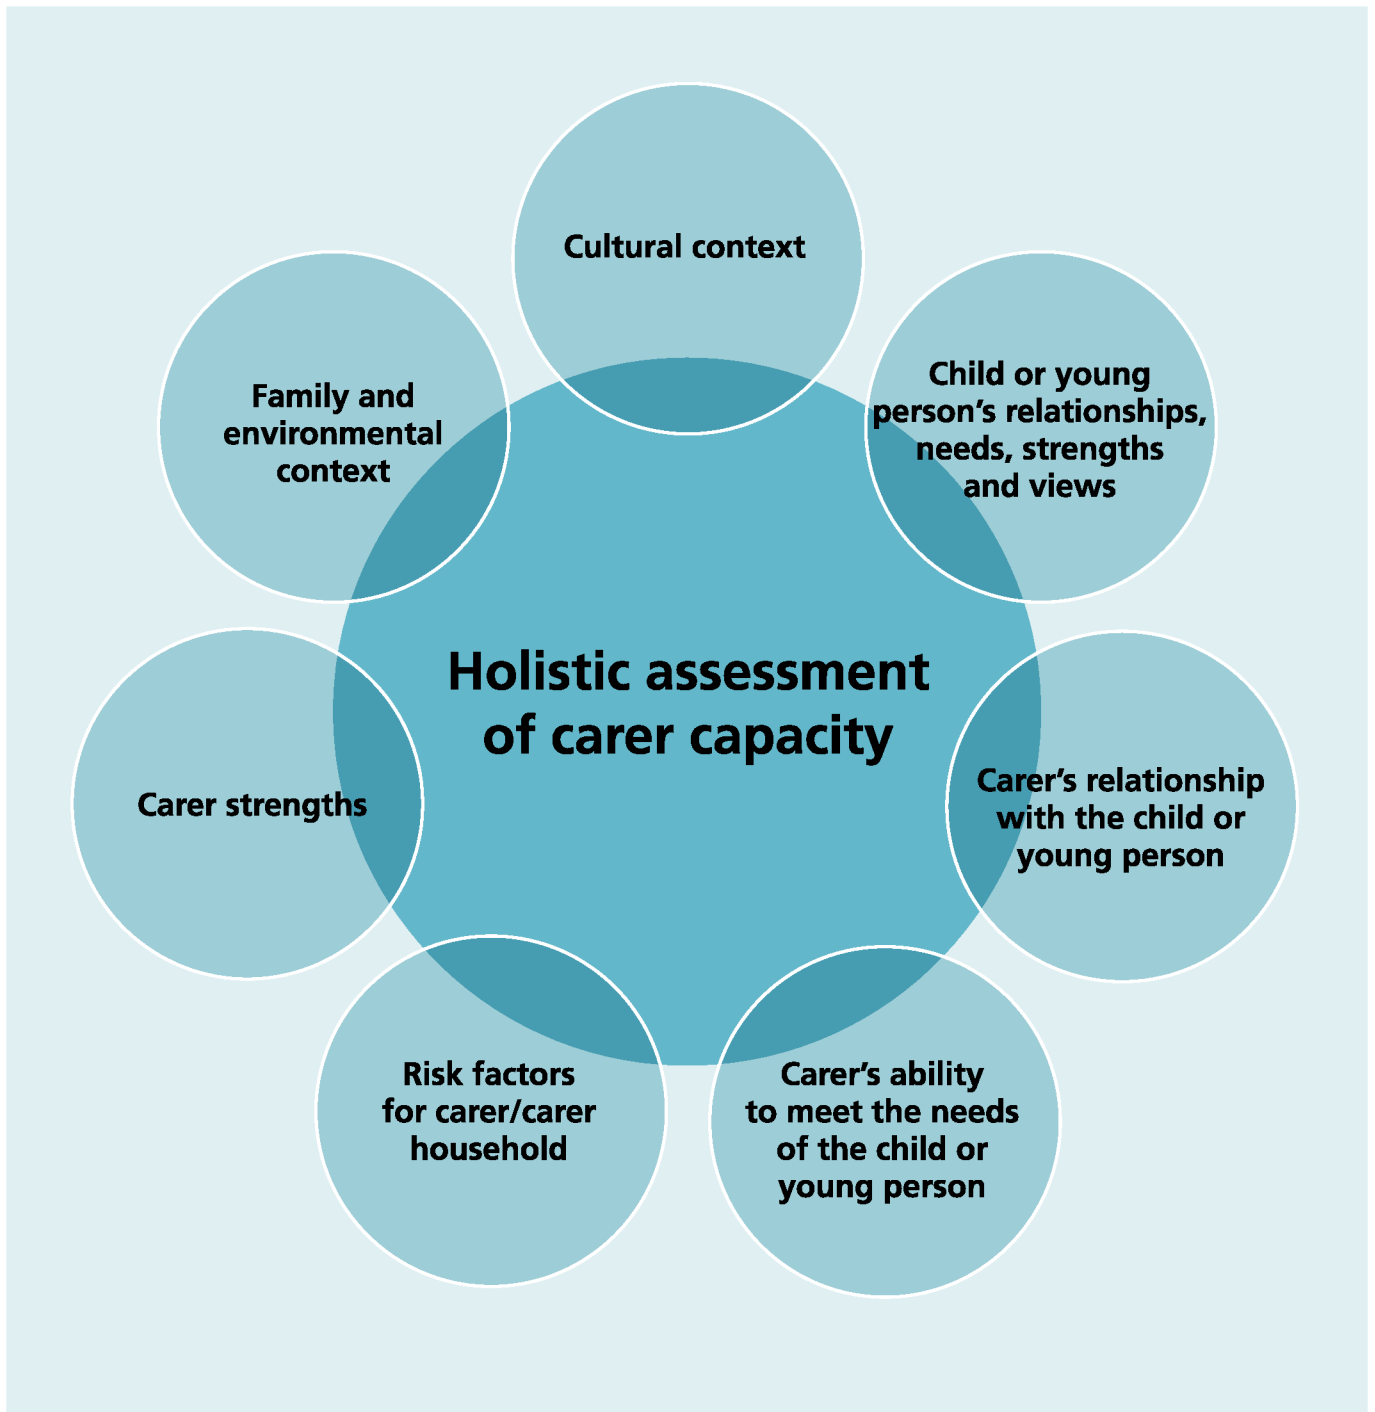 Cultural context
Child or young
person’s relationships,
needs, strengths
and views
Family and
environmental
context
Holistic assessment
of carer capacity
Carer’s relationship
with the child or
young person
Carer strengths
Risk factors
for carer/carer
household
Carer’s ability
to meet the needs
of the child or
young person